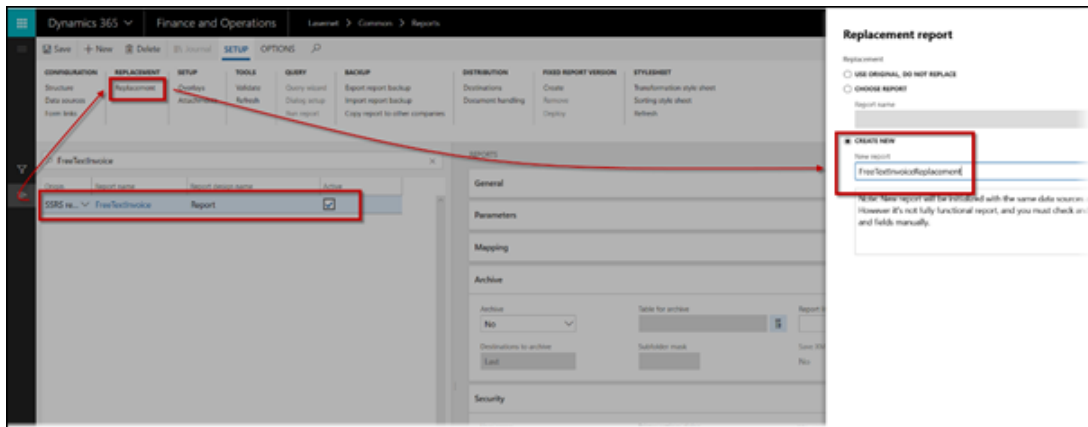 Dynamics 365 Finance and Operations Lasernet > Common > Reports
Save + New Delete Journal SETUP OPTIONS
CONFIGURATION REPLACEMENT SETUP TOOLS QUERY BACKUP DISTRIBUTION FIXED REPORT VERSION STYLESHEET
Structure Replacement Overlays Validate Query wizard Export report backup Destinations Create Transformation style sheet
Data sources Attachments Refresh Dialog setup Import report backup Document handling Remove Sorting style sheet
Form links Run report Copy report to other companies Deploy Refresh
FreeTextInvoice
Origin Report name Report design name Active
SSRS re... FreeTextInvoice Report
REPORTS
General
Parameters
Mapping
Archive
Archive Table for archive Report
No
Destinations to archive Subfolder mask Save
Last No
Security
Replacement report
Replacement
USE ORIGINAL, DO NOT REPLACE
CHOOSE REPORT
Report name
CREATE NEW
New report
FreeTextInvoiceReplacement
Note: New report will be initialized with the same data sources
However it's not fully functional report, and you must check
and fields manually.